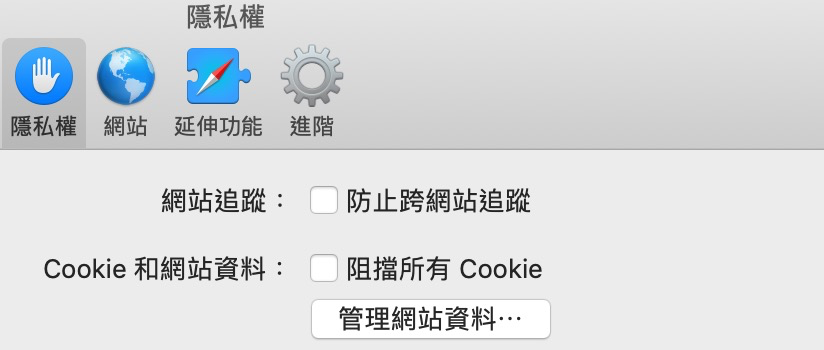 隱私權
隱私權 網站 延伸功能 進階
網站追蹤： 防止跨網站追蹤
Cookie 和網站資料： 阻擋所有 Cookie
管理網站資料⋯